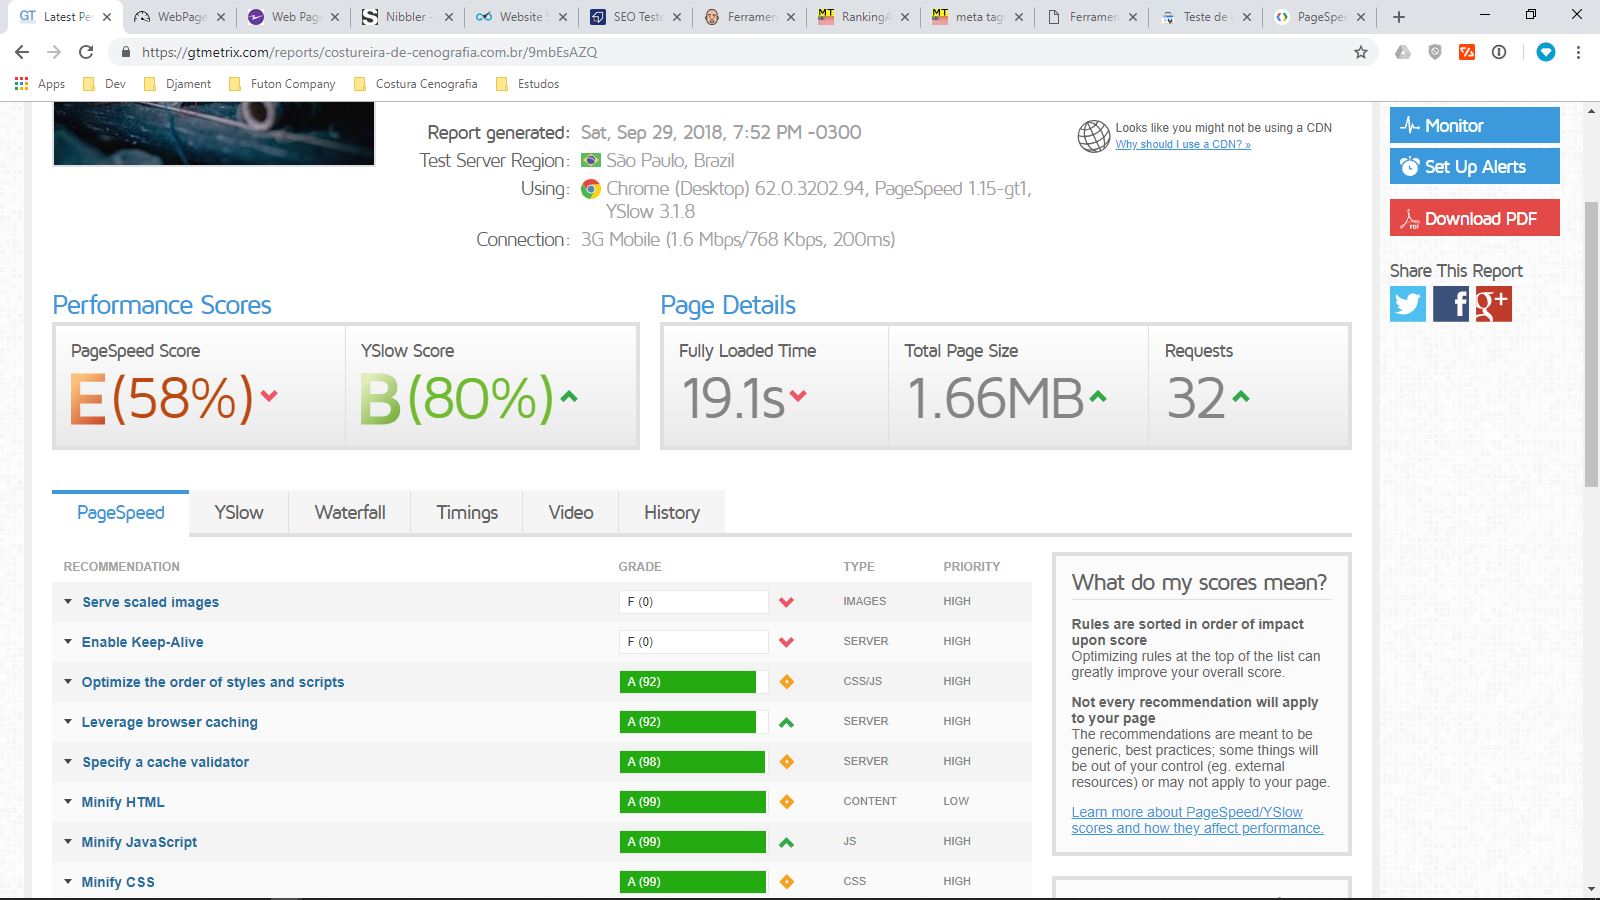 Latest Pe
WebPage
Web Pag
Nibbler -
Website S
SEO Teste
Ferramen
RankingA
meta tag
Ferramen
Teste de
PageSpee
https://gtmetrix.com/reports/costureira-de-cenografia.com.br/9mbEsAZQ
Apps
Dev
Djament
Futon Company
Costura Cenografia
Estudos
Report generated: Sat, Sep 29, 2018, 7:52 PM -0300
Test Server Region: São Paulo, Brazil
Using: Chrome (Desktop) 62.0.3202.94, PageSpeed 1.15-gt1,
YSlow 3.1.8
Connection: 3G Mobile (1.6 Mbps/768 Kbps, 200ms)
Looks like you might not be using a CDN
Why should I use a CDN? »
Monitor
Set Up Alerts
Download PDF
Share This Report
Performance Scores
PageSpeed Score
E(58%)
YSlow Score
B(80%)
Page Details
Fully Loaded Time
19.1s
Total Page Size
1.66MB
Requests
32
PageSpeed
YSlow
Waterfall
Timings
Video
History
RECOMMENDATION GRADE TYPE PRIORITY
Serve scaled images F (0) IMAGES HIGH
Enable Keep-Alive F (0) SERVER HIGH
Optimize the order of styles and scripts A (92) CSS/JS HIGH
Leverage browser caching A (92) SERVER HIGH
Specify a cache validator A (98) SERVER HIGH
Minify HTML A (99) CONTENT LOW
Minify JavaScript A (99) JS HIGH
Minify CSS A (99) CSS HIGH
What do my scores mean?
Rules are sorted in order of impact
upon score
Optimizing rules at the top of the list can
greatly improve your overall score.
Not every recommendation will apply
to your page
The recommendations are meant to be
generic, best practices; some things will
be out of your control (eg. external
resources) or may not apply to your page.
Learn more about PageSpeed/YSlow
scores and how they affect performance.